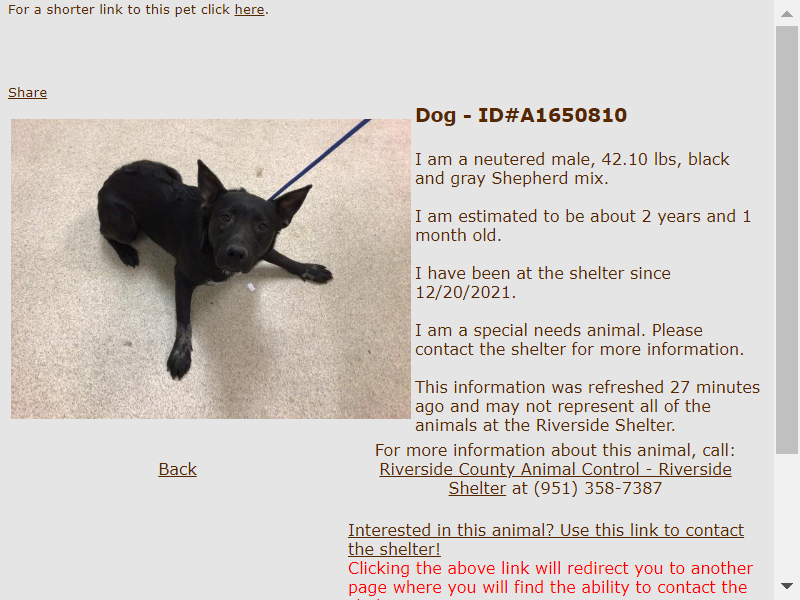 For a shorter link to this pet click here.
Share
Dog - ID#A1650810
I am a neutered male, 42.10 lbs, black
and gray Shepherd mix.
I am estimated to be about 2 years and 1
month old.
I have been at the shelter since
12/20/2021.
I am a special needs animal. Please
contact the shelter for more information.
This information was refreshed 27 minutes
ago and may not represent all of the
animals at the Riverside Shelter.
Back
For more information about this animal, call:
Riverside County Animal Control - Riverside
Shelter at (951) 358-7387
Interested in this animal? Use this link to contact
the shelter!
Clicking the above link will redirect you to another
page where you will find the ability to contact the